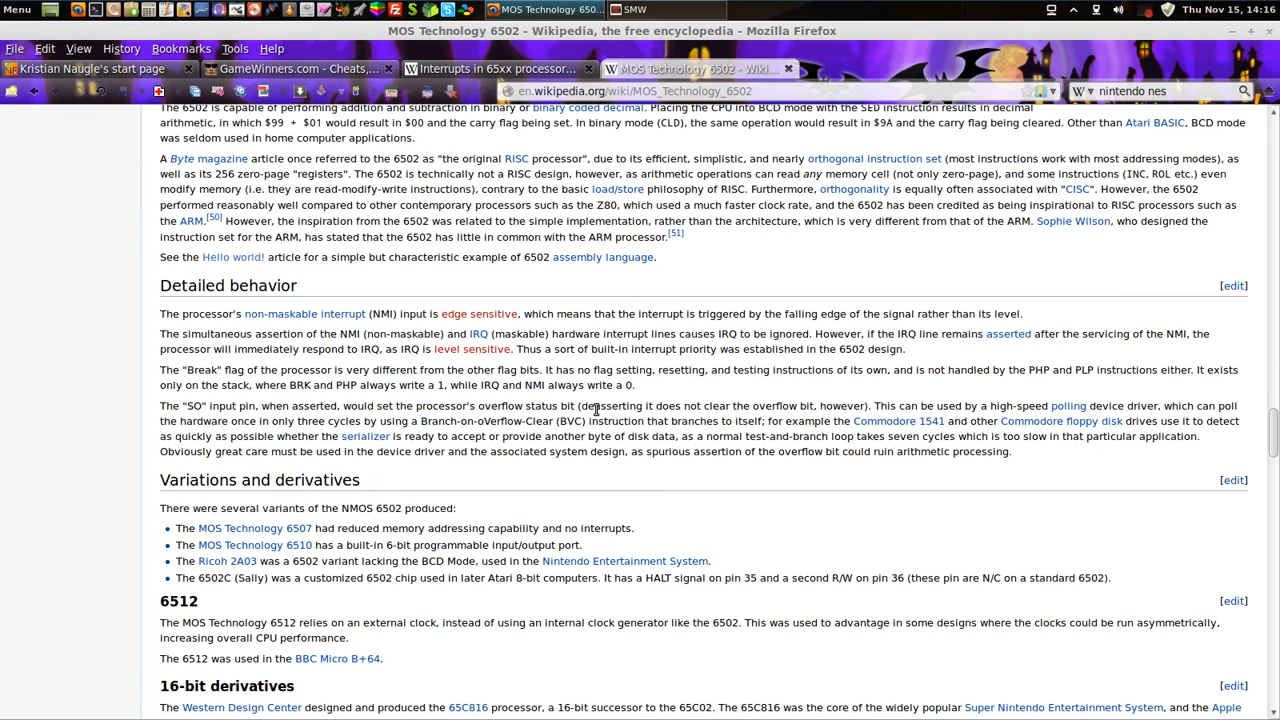 Menu
MOS Technology 650...
SMW
Thu Nov 15, 14:16
MOS Technology 6502 - Wikipedia, the free encyclopedia - Mozilla Firefox
File Edit View History Bookmarks Tools Help
Kristian Naugle's start page
GameWinners.com - Cheats,...
Interrupts in 65xx processor...
MOS Technology 6502 - Wiki...
en.wikipedia.org/wiki/MOS_Technology_6502
nintendo nes
The 6502 is capable of performing addition and subtraction in binary or binary coded decimal. Placing the CPU into BCD mode with the SED instruction results in decimal
arithmetic, in which $99 + $01 would result in $00 and the carry flag being set. In binary mode (CLD), the same operation would result in $9A and the carry flag being cleared. Other than Atari BASIC, BCD mode
was seldom used in home computer applications.
A Byte magazine article once referred to the 6502 as "the original RISC processor", due to its efficient, simplistic, and nearly orthogonal instruction set (most instructions work with most addressing modes), as
well as its 256 zero-page "registers". The 6502 is technically not a RISC design, however, as arithmetic operations can read any memory cell (not only zero-page), and some instructions (INC, ROL etc.) even
modify memory (i.e. they are read-modify-write instructions), contrary to the basic load/store philosophy of RISC. Furthermore, orthogonality is equally often associated with "CISC". However, the 6502
performed reasonably well compared to other contemporary processors such as the Z80, which used a much faster clock rate, and the 6502 has been credited as being inspirational to RISC processors such as
the ARM.[50] However, the inspiration from the 6502 was related to the simple implementation, rather than the architecture, which is very different from that of the ARM. Sophie Wilson, who designed the
instruction set for the ARM, has stated that the 6502 has little in common with the ARM processor.[51]
See the Hello world! article for a simple but characteristic example of 6502 assembly language.
Detailed behavior [edit]
The processor's non-maskable interrupt (NMI) input is edge sensitive, which means that the interrupt is triggered by the falling edge of the signal rather than its level.
The simultaneous assertion of the NMI (non-maskable) and IRQ (maskable) hardware interrupt lines causes IRQ to be ignored. However, if the IRQ line remains asserted after the servicing of the NMI, the
processor will immediately respond to IRQ, as IRQ is level sensitive. Thus a sort of built-in interrupt priority was established in the 6502 design.
The "Break" flag of the processor is very different from the other flag bits. It has no flag setting, resetting, and testing instructions of its own, and is not handled by the PHP and PLP instructions either. It exists
only on the stack, where BRK and PHP always write a 1, while IRQ and NMI always write a 0.
The "SO" input pin, when asserted, would set the processor's overflow status bit (deasserting it does not clear the overflow bit, however). This can be used by a high-speed polling device driver, which can poll
the hardware once in only three cycles by using a Branch-on-oVerflow-Clear (BVC) instruction that branches to itself; for example the Commodore 1541 and other Commodore floppy disk drives use it to detect
as quickly as possible whether the serializer is ready to accept or provide another byte of disk data, as a normal test-and-branch loop takes seven cycles which is too slow in that particular application.
Obviously great care must be used in the device driver and the associated system design, as spurious assertion of the overflow bit could ruin arithmetic processing.
Variations and derivatives [edit]
There were several variants of the NMOS 6502 produced:
• The MOS Technology 6507 had reduced memory addressing capability and no interrupts.
• The MOS Technology 6510 has a built-in 6-bit programmable input/output port.
• The Ricoh 2A03 was a 6502 variant lacking the BCD Mode, used in the Nintendo Entertainment System.
• The 6502C (Sally) was a customized 6502 chip used in later Atari 8-bit computers. It has a HALT signal on pin 35 and a second R/W on pin 36 (these pin are N/C on a standard 6502).
6512 [edit]
The MOS Technology 6512 relies on an external clock, instead of using an internal clock generator like the 6502. This was used to advantage in some designs where the clocks could be run asymmetrically,
increasing overall CPU performance.
The 6512 was used in the BBC Micro B+64.
16-bit derivatives [edit]
The Western Design Center designed and produced the 65C816 processor, a 16-bit successor to the 65C02. The 65C816 was the core of the widely popular Super Nintendo Entertainment System, and the Apple